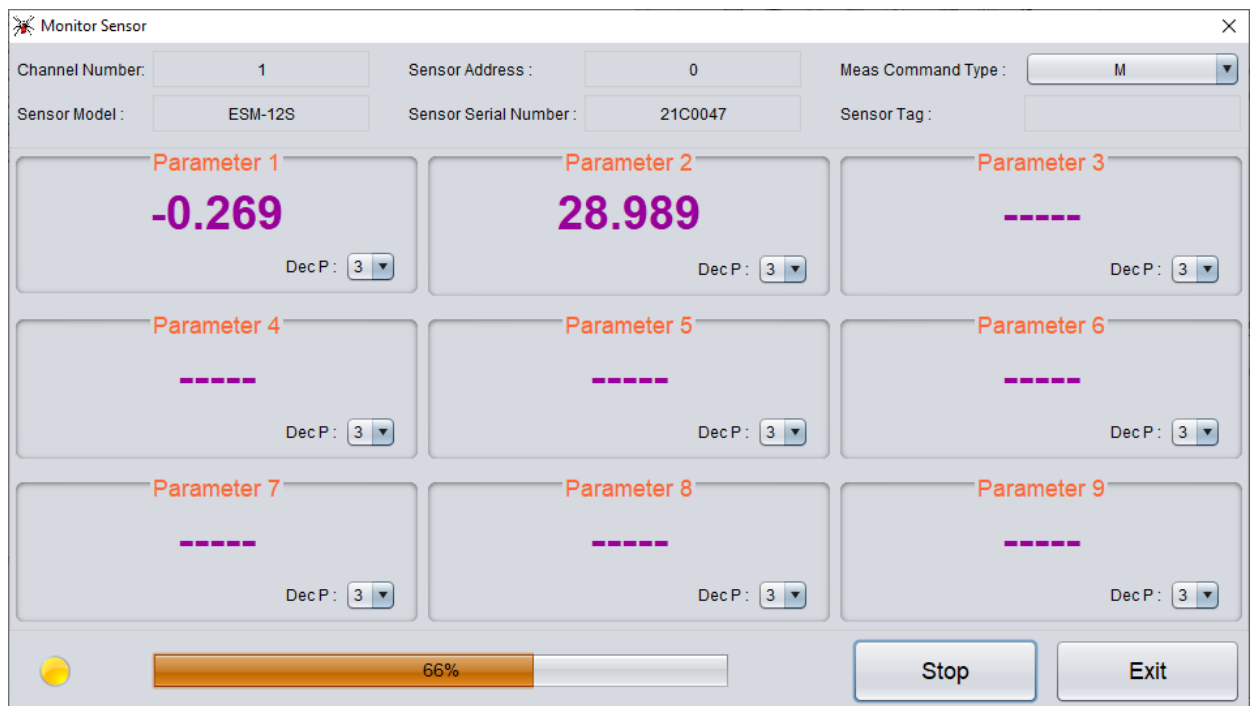 Monitor Sensor
Channel Number: 1 Sensor Address : 0 Meas Command Type : M
Sensor Model : ESM-12S Sensor Serial Number : 21C0047 Sensor Tag :
Parameter 1 Parameter 2 Parameter 3
-0.269 28.989 -----
Dec P : 3 Dec P : 3 Dec P : 3
Parameter 4 Parameter 5 Parameter 6
----- ----- -----
Dec P : 3 Dec P : 3 Dec P : 3
Parameter 7 Parameter 8 Parameter 9
----- ----- -----
Dec P : 3 Dec P : 3 Dec P : 3
66% Stop Exit